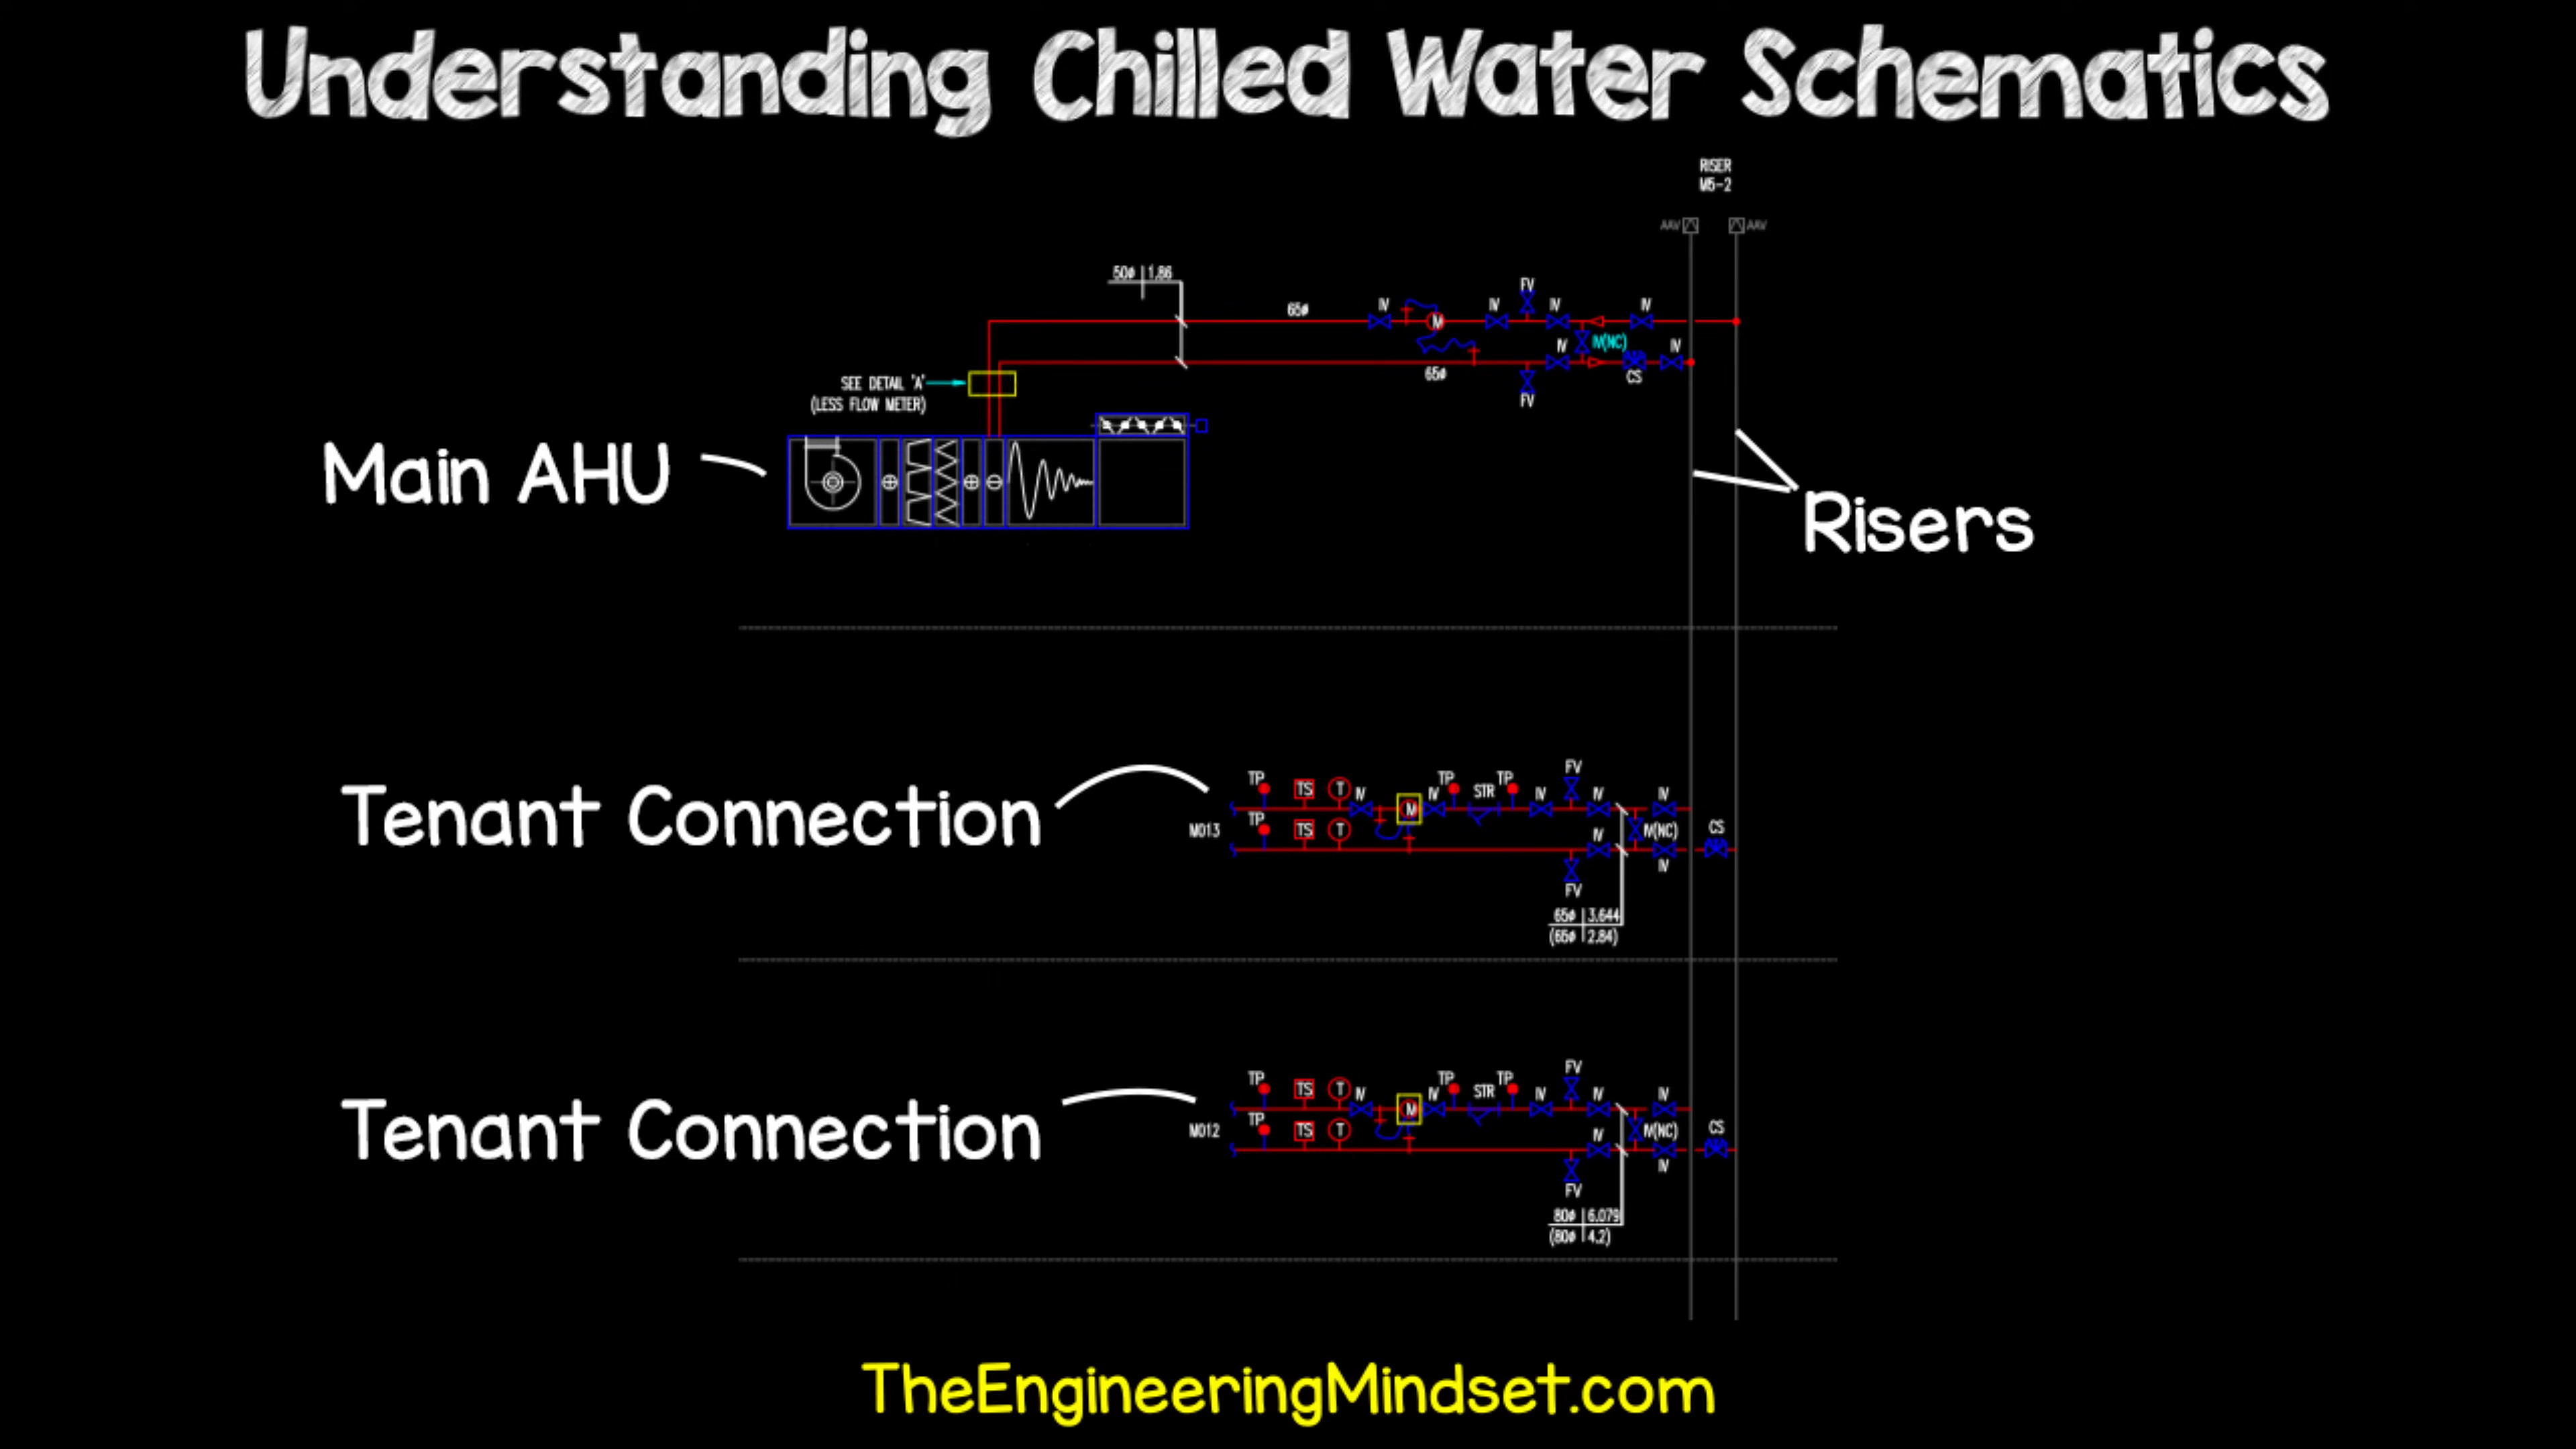 Understanding Chilled Water Schematics
RISER
M5-2
AAV AAV
50ø 1.86
FV
65ø IV IV IV IV
M
IV(NC)
IV IV
65ø CS
FV
SEE DETAIL 'A'
(LESS FLOW METER)
Main AHU
Risers
FV
TP TS T IV M IV TP STR TP IV IV IV
Tenant Connection
M013 TP TS T IV IV(NC) CS
IV
FV
65ø 3.644
(65ø 2.84)
FV
TP TS T IV M IV TP STR TP IV IV IV
Tenant Connection
M012 TP TS T IV IV(NC) CS
IV
FV
80ø 6.079
(80ø 4.2)
TheEngineeringMindset.com